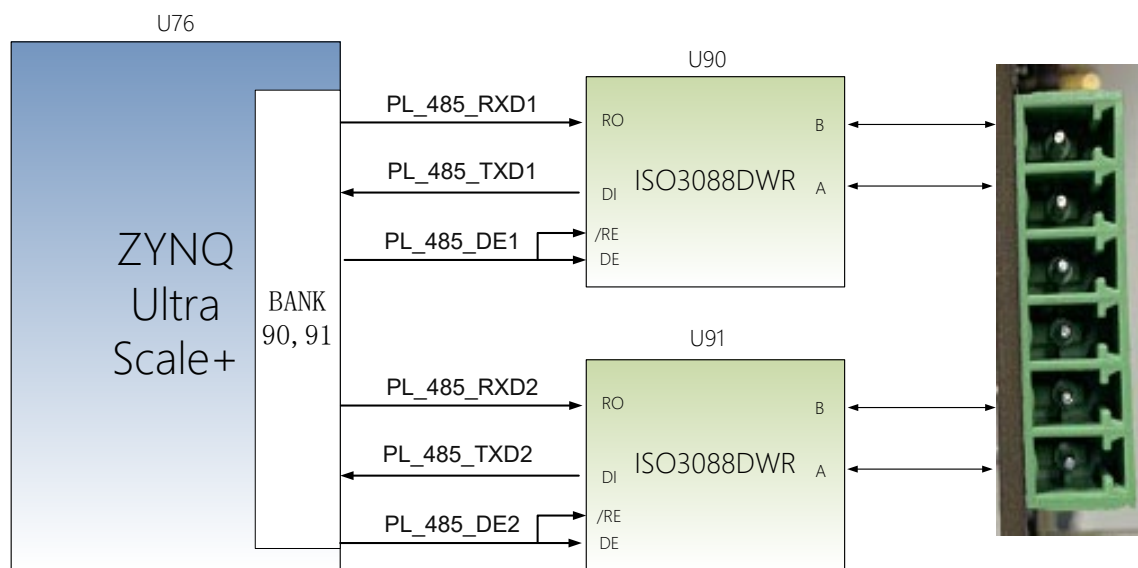 U76
ZYNQ
Ultra
Scale+
BANK
90,91
PL_485_RXD1
PL_485_TXD1
PL_485_DE1
U90
RO
DI
/RE
DE
ISO3088DWR
B
A
PL_485_RXD2
PL_485_TXD2
PL_485_DE2
U91
RO
DI
/RE
DE
ISO3088DWR
B
A